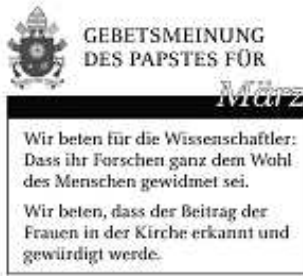 GEBETSMEINUNG
DES PAPSTES FÜR
März
Wir beten für die Wissenschaftler:
Dass ihr Forschen ganz dem Wohl
des Menschen gewidmet sei.
Wir beten, dass der Beitrag der
Frauen in der Kirche erkannt und
gewürdigt werde.